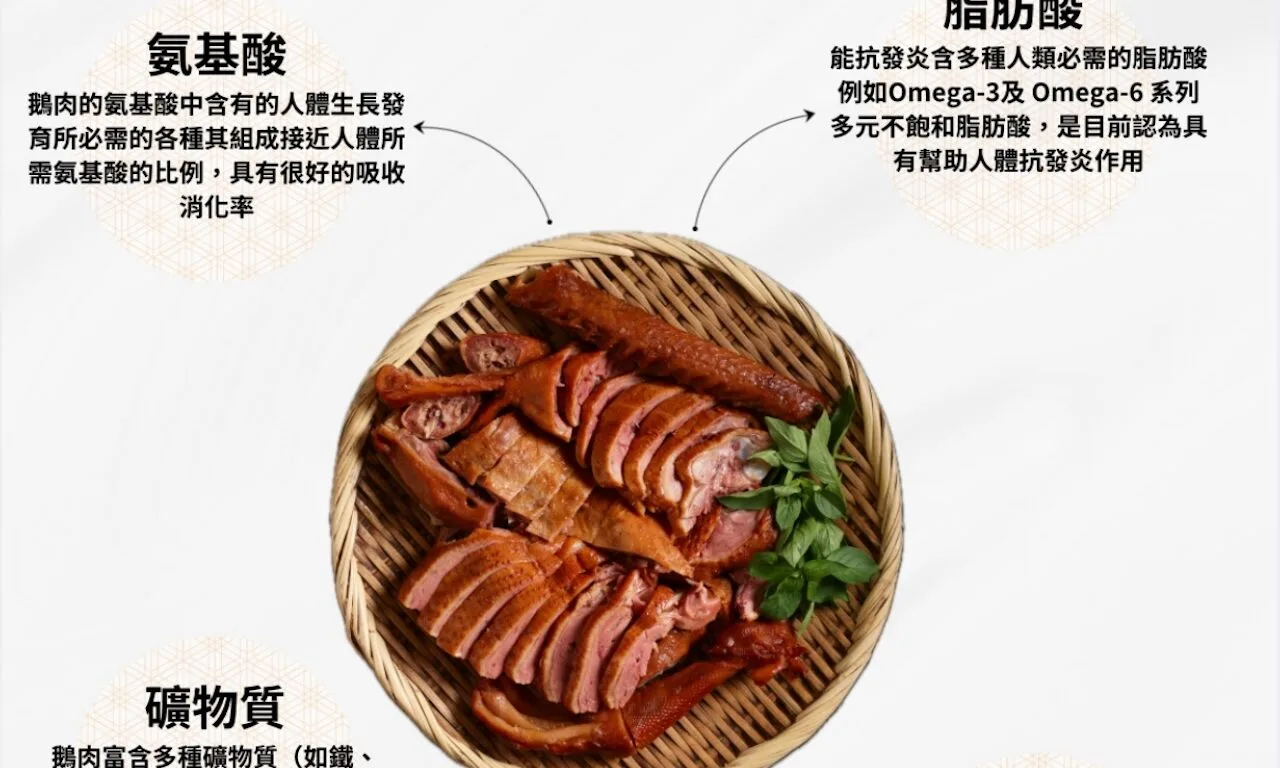 氨基酸
鵝肉的氨基酸中含有的人體生長發
育所必需的各種其組成接近人體所
需氨基酸的比例，具有很好的吸收
消化率
脂肪酸
能抗發炎含多種人類必需的脂肪酸
例如Omega-3及 Omega-6 系列
多元不飽和脂肪酸，是目前認為具
有幫助人體抗發炎作用
礦物質
鵝肉富含多種礦物質（如鐵、